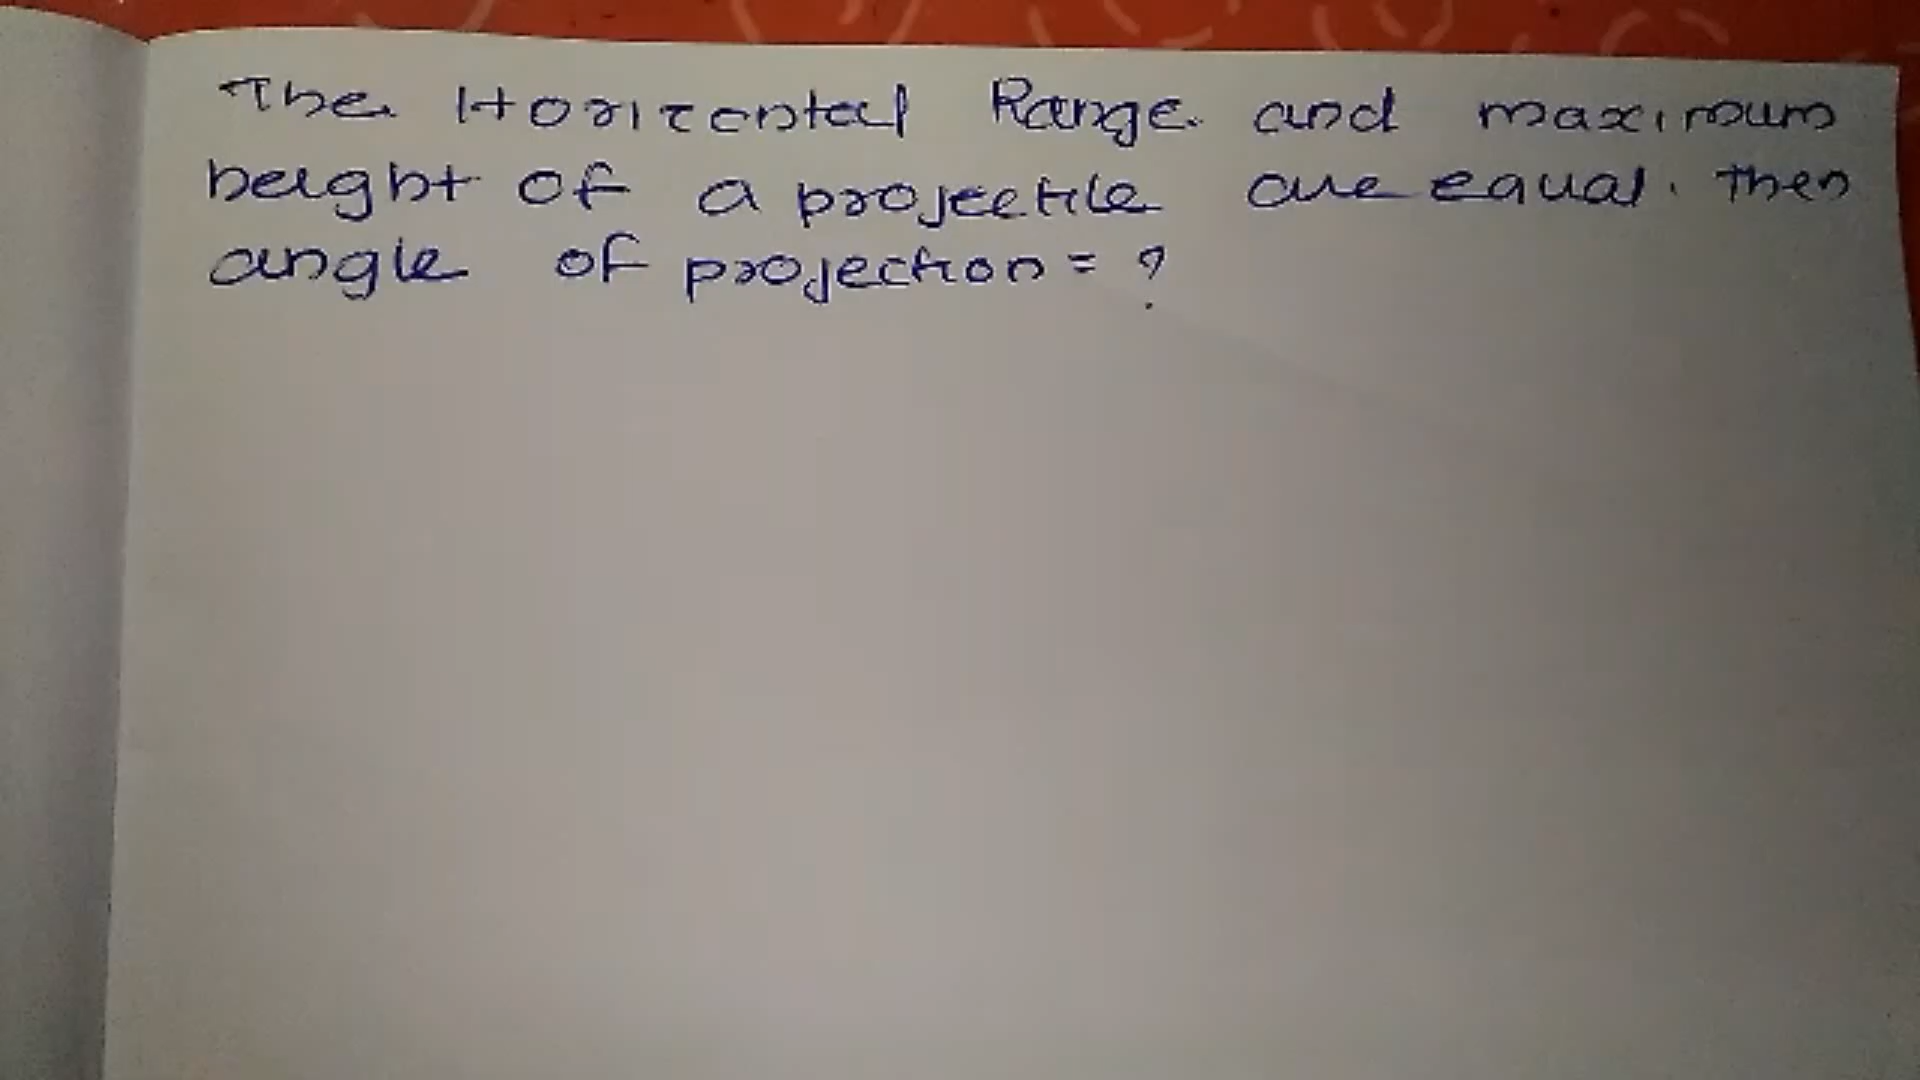 The Horizontal Range and maximum
height of a projectile are equal. Then
angle of projection = ?